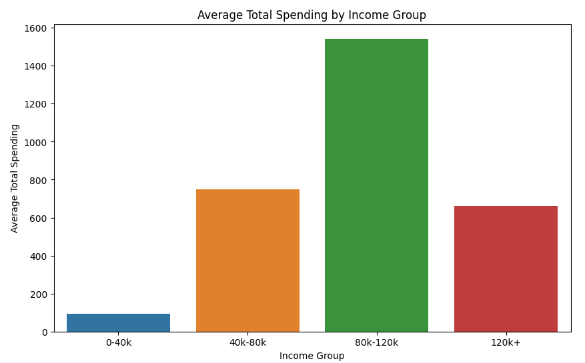 Average Total Spending by Income Group
1600
1400
1200
1000
800
600
400
200
0
Average Total Spending
0-40k 40k-80k 80k-120k 120k+
Income Group